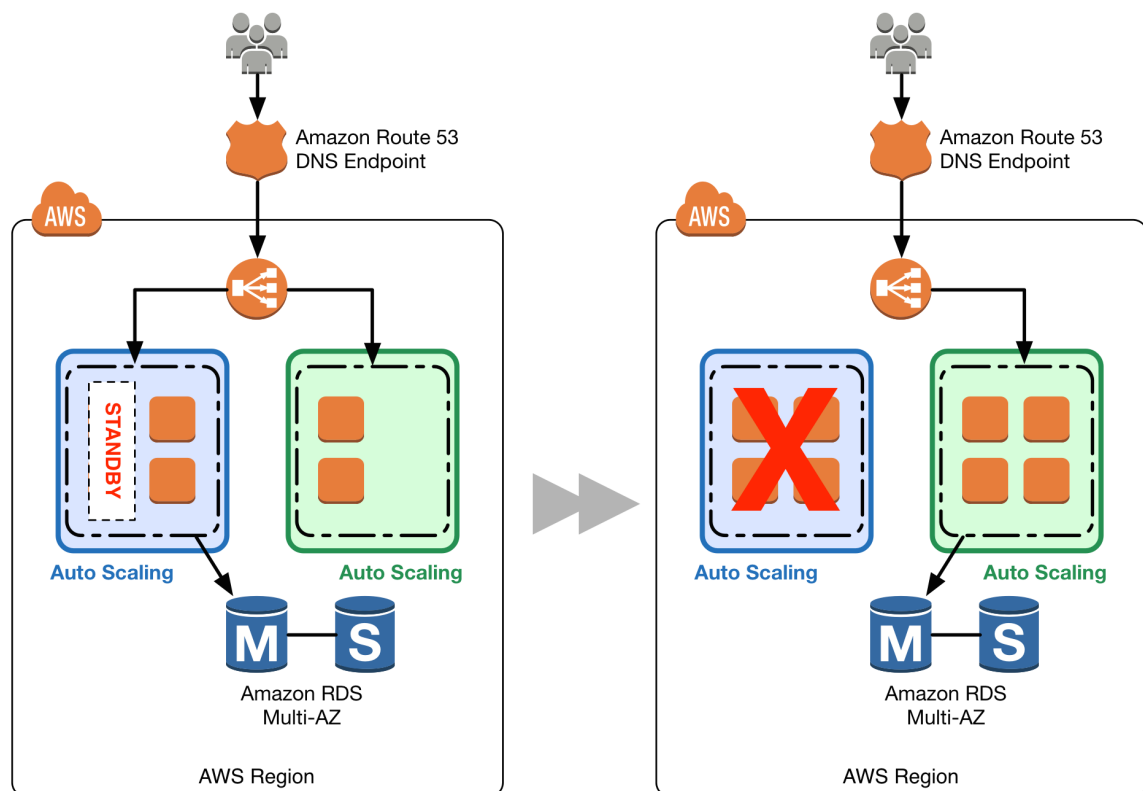 Amazon Route 53
DNS Endpoint
AWS
STANDBY
Auto Scaling
Auto Scaling
M
S
Amazon RDS
Multi-AZ
AWS Region
Amazon Route 53
DNS Endpoint
AWS
X
Auto Scaling
Auto Scaling
M
S
Amazon RDS
Multi-AZ
AWS Region